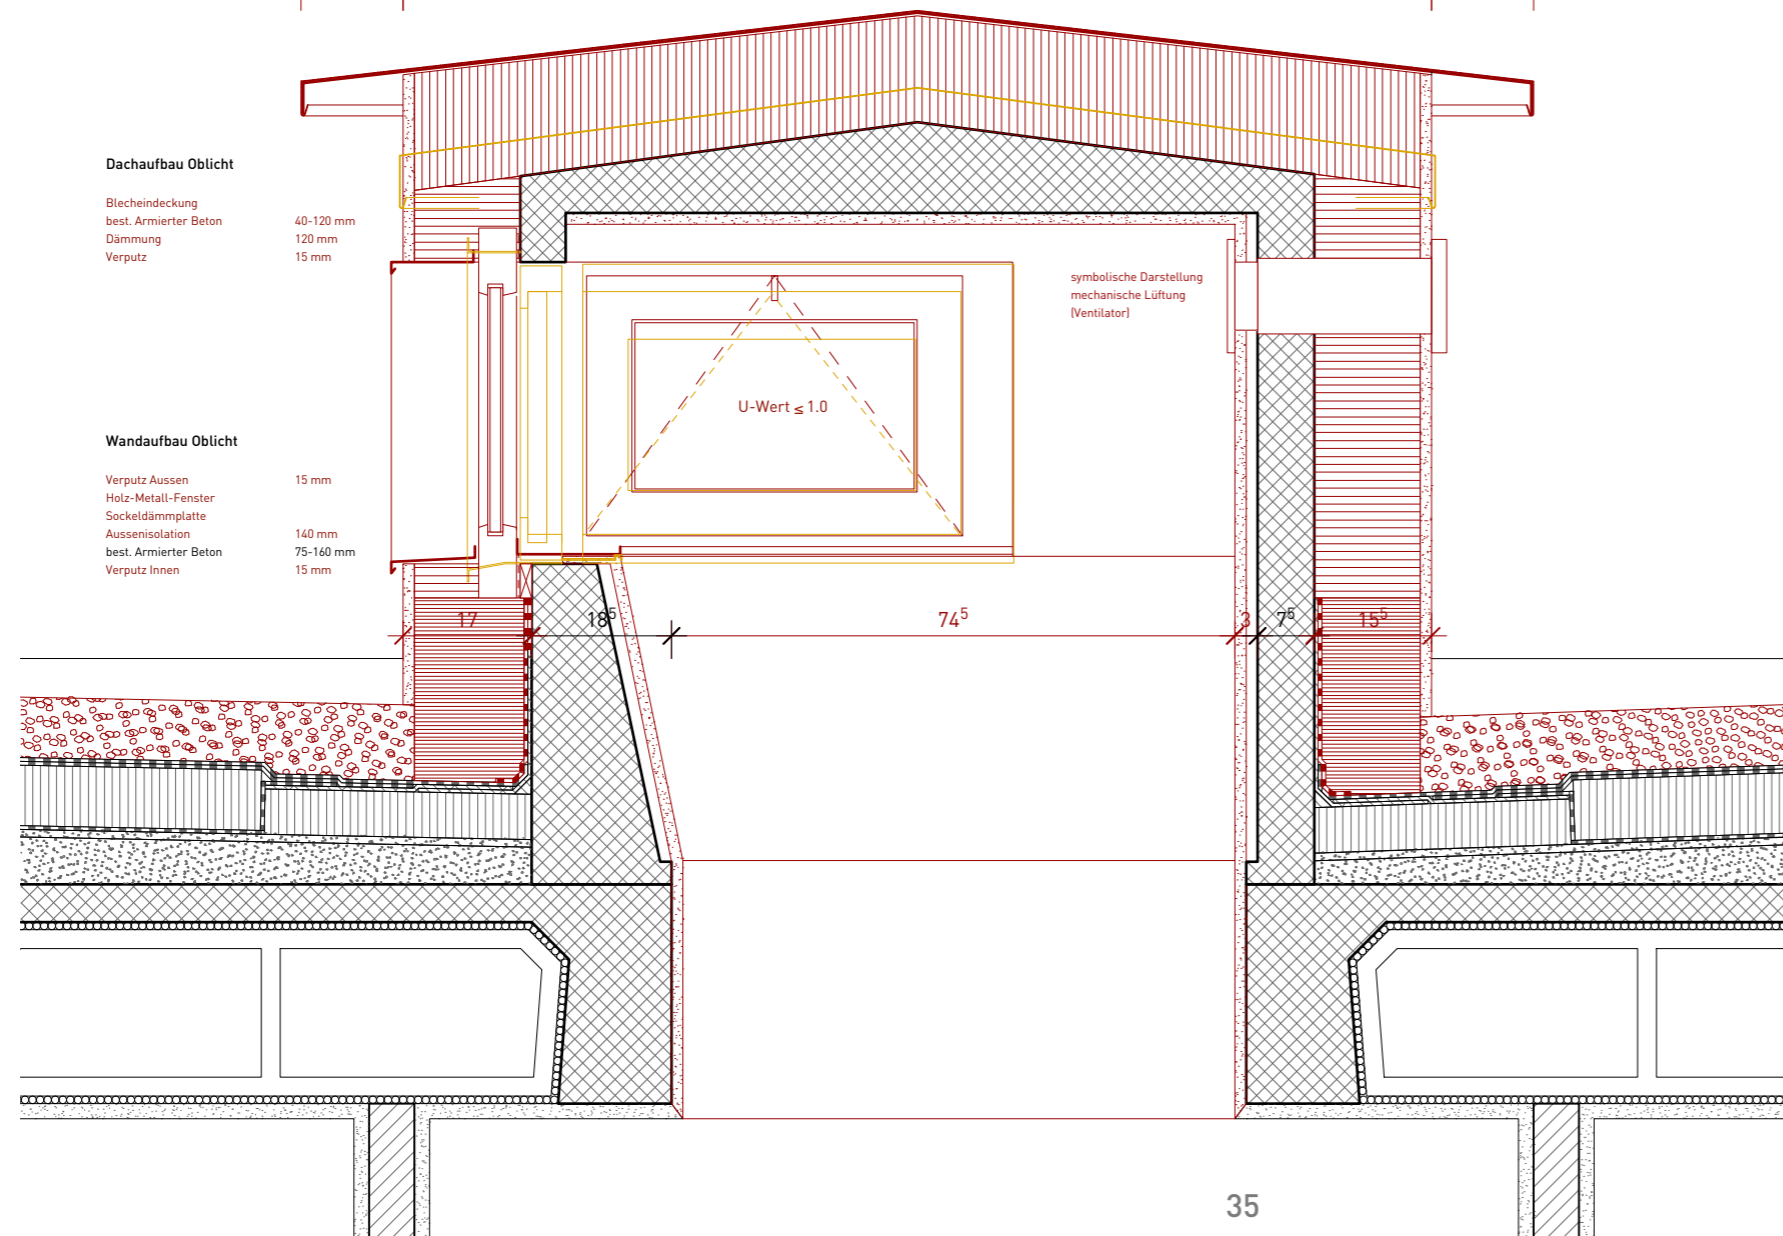 Dachaufbau Oblicht
Blecheindeckung
best. Armierter Beton 40-120 mm
Dämmung 120 mm
Verputz 15 mm
symbolische Darstellung
mechanische Lüftung
(Ventilator)
U-Wert ≤ 1.0
Wandaufbau Oblicht
Verputz Aussen 15 mm
Holz-Metall-Fenster
Sockeldämmplatte
Aussenisolation 140 mm
best. Armierter Beton 75-160 mm
Verputz Innen 15 mm
17 18⁵ 74⁵ 3 7⁵ 15⁵
35